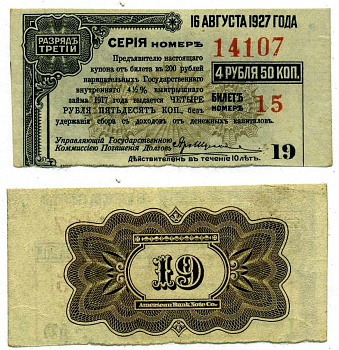 16 АВГУСТА 1927 ГОДА
РАЗРЯДЪ
ТРЕТІЙ
СЕРІЯ НОМЕРЪ 14107
Предъявителю настоящаго
купона отъ билета въ 200 рублей
нарицательныхъ Государственнаго
внутренняго 4½% выигрышнаго
займа 1917 года выдается ЧЕТЫРЕ
РУБЛЯ ПЯТЬДЕСЯТЪ КОП. безъ
удержанія сбора съ доходовъ отъ денежныхъ капиталовъ.
4 РУБЛЯ 50 КОП.
БИЛЕТЪ
НОМЕРЪ 15
Управляющій Государственною
Коммиссіею Погашенія Долговъ
19
Дѣйствителенъ въ теченіе 10 лѣтъ.
19
American Bank Note Co.